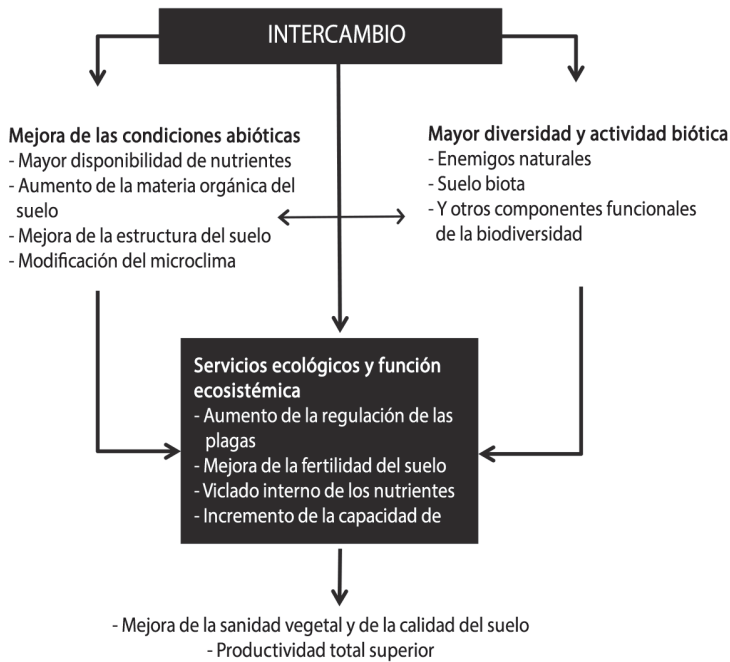 INTERCAMBIO
Mejora de las condiciones abióticas
- Mayor disponibilidad de nutrientes
- Aumento de la materia orgánica del
suelo
- Mejora de la estructura del suelo
- Modificación del microclima
Mayor diversidad y actividad biótica
- Enemigos naturales
- Suelo biota
- Y otros componentes funcionales
de la biodiversidad
Servicios ecológicos y función
ecosistémica
- Aumento de la regulación de las
plagas
- Mejora de la fertilidad del suelo
- Viclado interno de los nutrientes
- Incremento de la capacidad de
- Mejora de la sanidad vegetal y de la calidad del suelo
- Productividad total superior